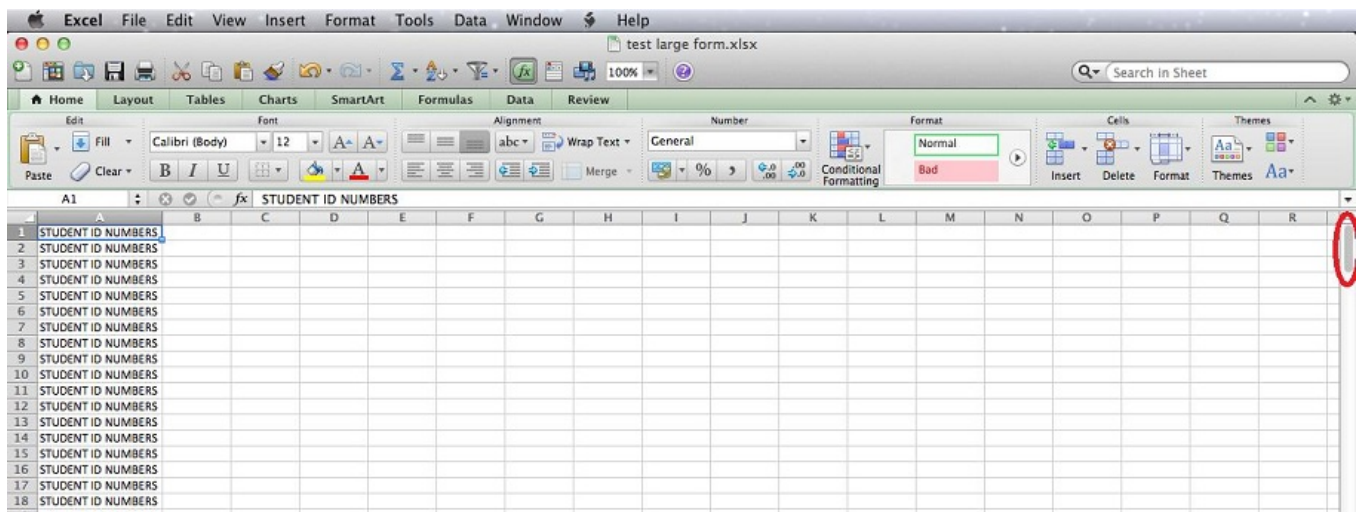 Excel File Edit View Insert Format Tools Data Window Help
test large form.xlsx
fx 100% Search in Sheet
Home Layout Tables Charts SmartArt Formulas Data Review
Edit Font Alignment Number Format Cells Themes
Fill Calibri (Body) 12 A A abc Wrap Text General Normal Aa
Paste Clear B I U A Merge % , .0 .00 .00 .0 Conditional Formatting Bad Insert Delete Format Themes Aa
A1 fx STUDENT ID NUMBERS
A B C D E F G H I J K L M N O P Q R
1 STUDENT ID NUMBERS
2 STUDENT ID NUMBERS
3 STUDENT ID NUMBERS
4 STUDENT ID NUMBERS
5 STUDENT ID NUMBERS
6 STUDENT ID NUMBERS
7 STUDENT ID NUMBERS
8 STUDENT ID NUMBERS
9 STUDENT ID NUMBERS
10 STUDENT ID NUMBERS
11 STUDENT ID NUMBERS
12 STUDENT ID NUMBERS
13 STUDENT ID NUMBERS
14 STUDENT ID NUMBERS
15 STUDENT ID NUMBERS
16 STUDENT ID NUMBERS
17 STUDENT ID NUMBERS
18 STUDENT ID NUMBERS